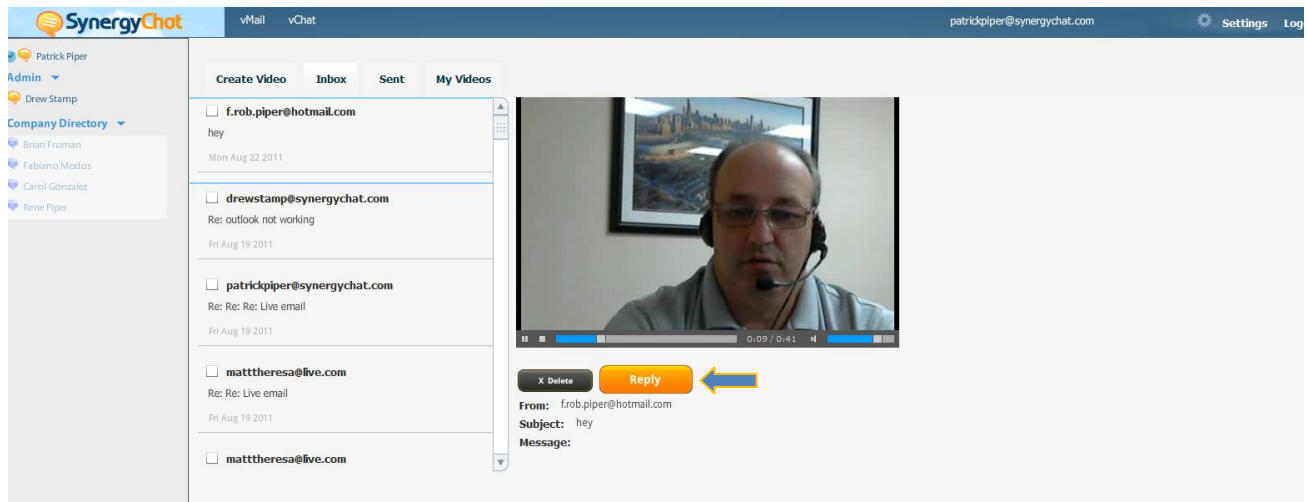 SynergyChat
vMail vChat
patrickpiper@synergychat.com
Settings
Patrick Piper
Admin
Drew Stamp
Company Directory
Brian Fruman
Fabiano Modos
Carol Gonzalez
Rene Piper
Create Video Inbox Sent My Videos
f.rob.piper@hotmail.com
hey
Mon Aug 22 2011
drewstamp@synergychat.com
Re: outlook not working
Fri Aug 19 2011
patrickpiper@synergychat.com
Re: Re: Re: Live email
Fri Aug 19 2011
matttheresa@live.com
Re: Re: Live email
Fri Aug 19 2011
matttheresa@live.com
0:09 / 0:41
X Delete Reply
From: f.rob.piper@hotmail.com
Subject: hey
Message: